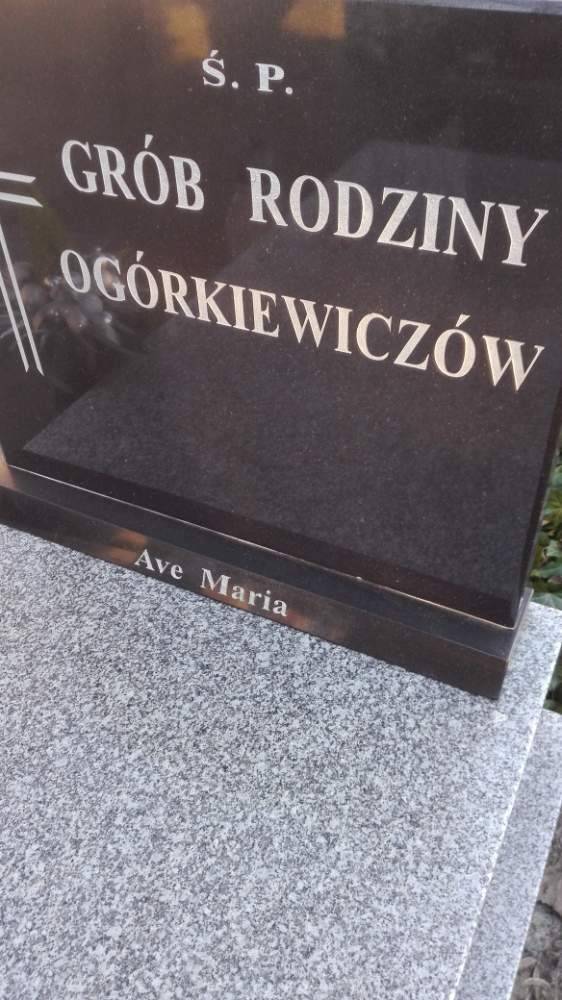 Ś. P.
GRÓB RODZINY
OGÓRKIEWICZÓW
Ave Maria